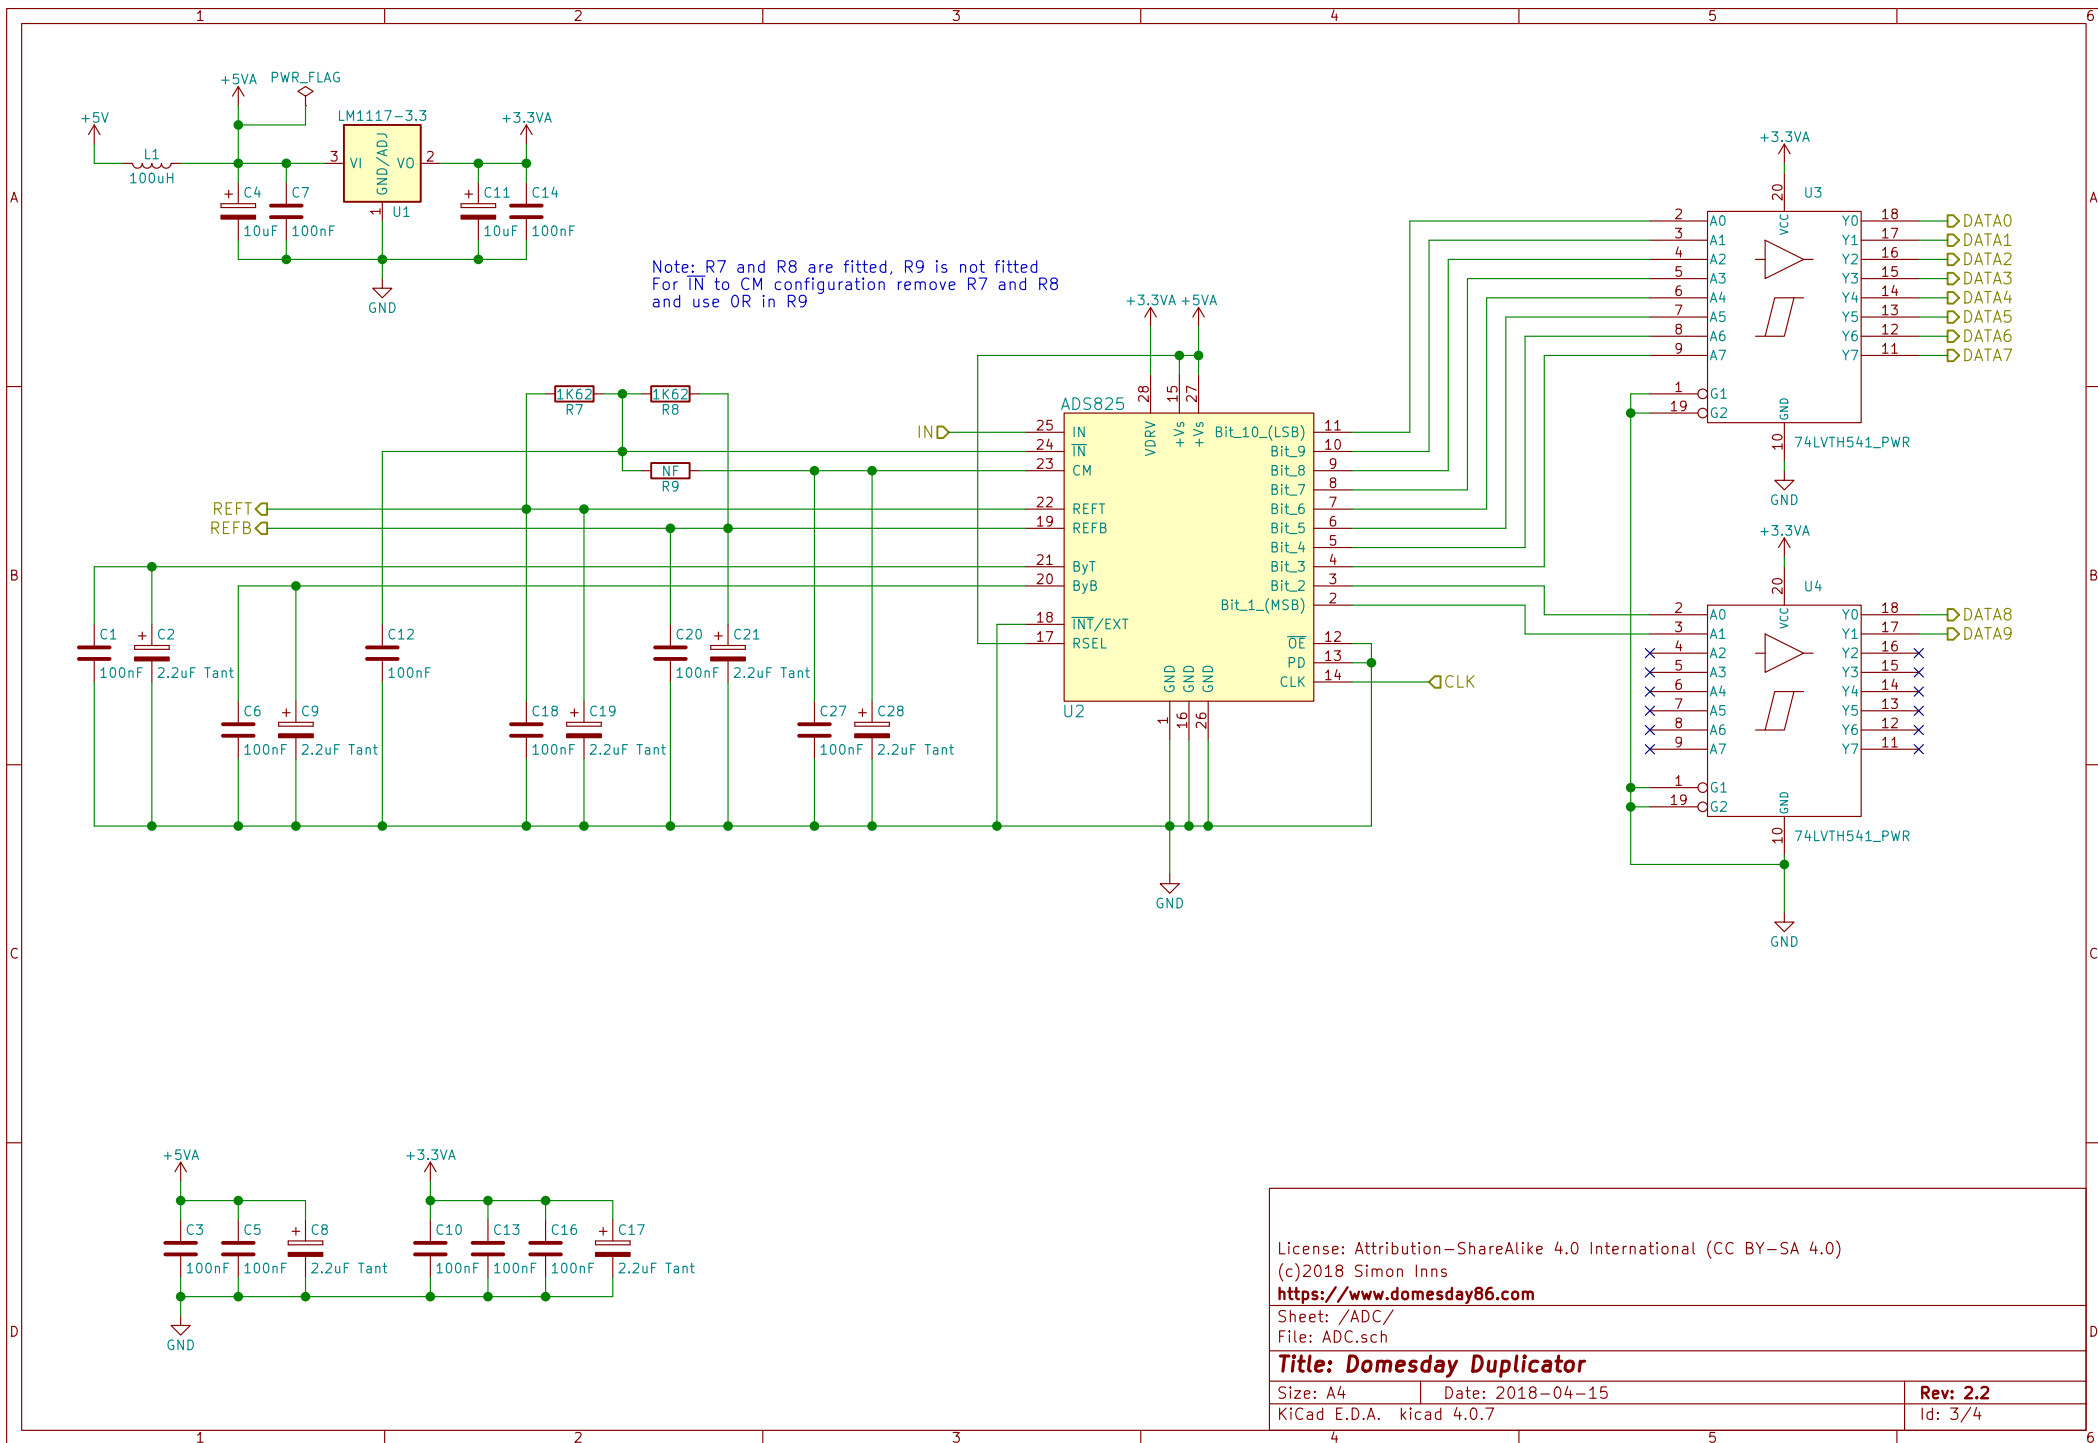 1 2 3 4 5 6
A
B
C
D
A
B
C
D
+5V
L1
100uH
+5VA
PWR_FLAG
C4
10uF
C7
100nF
LM1117-3.3
3 VI
GND/ADJ
VO 2
1
U1
+3.3VA
C11
10uF
C14
100nF
GND
Note: R7 and R8 are fitted, R9 is not fitted
For IN to CM configuration remove R7 and R8
and use 0R in R9
1K62
R7
1K62
R8
NF
R9
IN
REFT
REFB
C1
100nF
C2
2.2uF Tant
C6
100nF
C9
2.2uF Tant
C12
100nF
C18
100nF
C19
2.2uF Tant
C20
100nF
C21
2.2uF Tant
C27
100nF
C28
2.2uF Tant
+3.3VA
+5VA
ADS825
28 VDRV
15 +Vs
27 +Vs
25 IN
24 IN
23 CM
22 REFT
19 REFB
21 ByT
20 ByB
18 INT/EXT
17 RSEL
Bit_10_(LSB) 11
Bit_9 10
Bit_8 9
Bit_7 8
Bit_6 7
Bit_5 6
Bit_4 5
Bit_3 4
Bit_2 3
Bit_1_(MSB) 2
OE 12
PD 13
CLK 14
GND 1
GND 16
GND 26
U2
CLK
GND
+3.3VA
20
VCC
U3
2 A0 Y0 18 DATA0
3 A1 Y1 17 DATA1
4 A2 Y2 16 DATA2
5 A3 Y3 15 DATA3
6 A4 Y4 14 DATA4
7 A5 Y5 13 DATA5
8 A6 Y6 12 DATA6
9 A7 Y7 11 DATA7
1 G1
19 G2
GND
10
74LVTH541_PWR
GND
+3.3VA
20
VCC
U4
2 A0 Y0 18 DATA8
3 A1 Y1 17 DATA9
4 A2 Y2 16
5 A3 Y3 15
6 A4 Y4 14
7 A5 Y5 13
8 A6 Y6 12
9 A7 Y7 11
1 G1
19 G2
GND
10
74LVTH541_PWR
GND
+5VA
C3
100nF
C5
100nF
C8
2.2uF Tant
GND
+3.3VA
C10
100nF
C13
100nF
C16
100nF
C17
2.2uF Tant
License: Attribution-ShareAlike 4.0 International (CC BY-SA 4.0)
(c)2018 Simon Inns
https://www.domesday86.com
Sheet: /ADC/
File: ADC.sch
Title: Domesday Duplicator
Size: A4 Date: 2018-04-15 Rev: 2.2
KiCad E.D.A. kicad 4.0.7 Id: 3/4
1 2 3 4 5 6